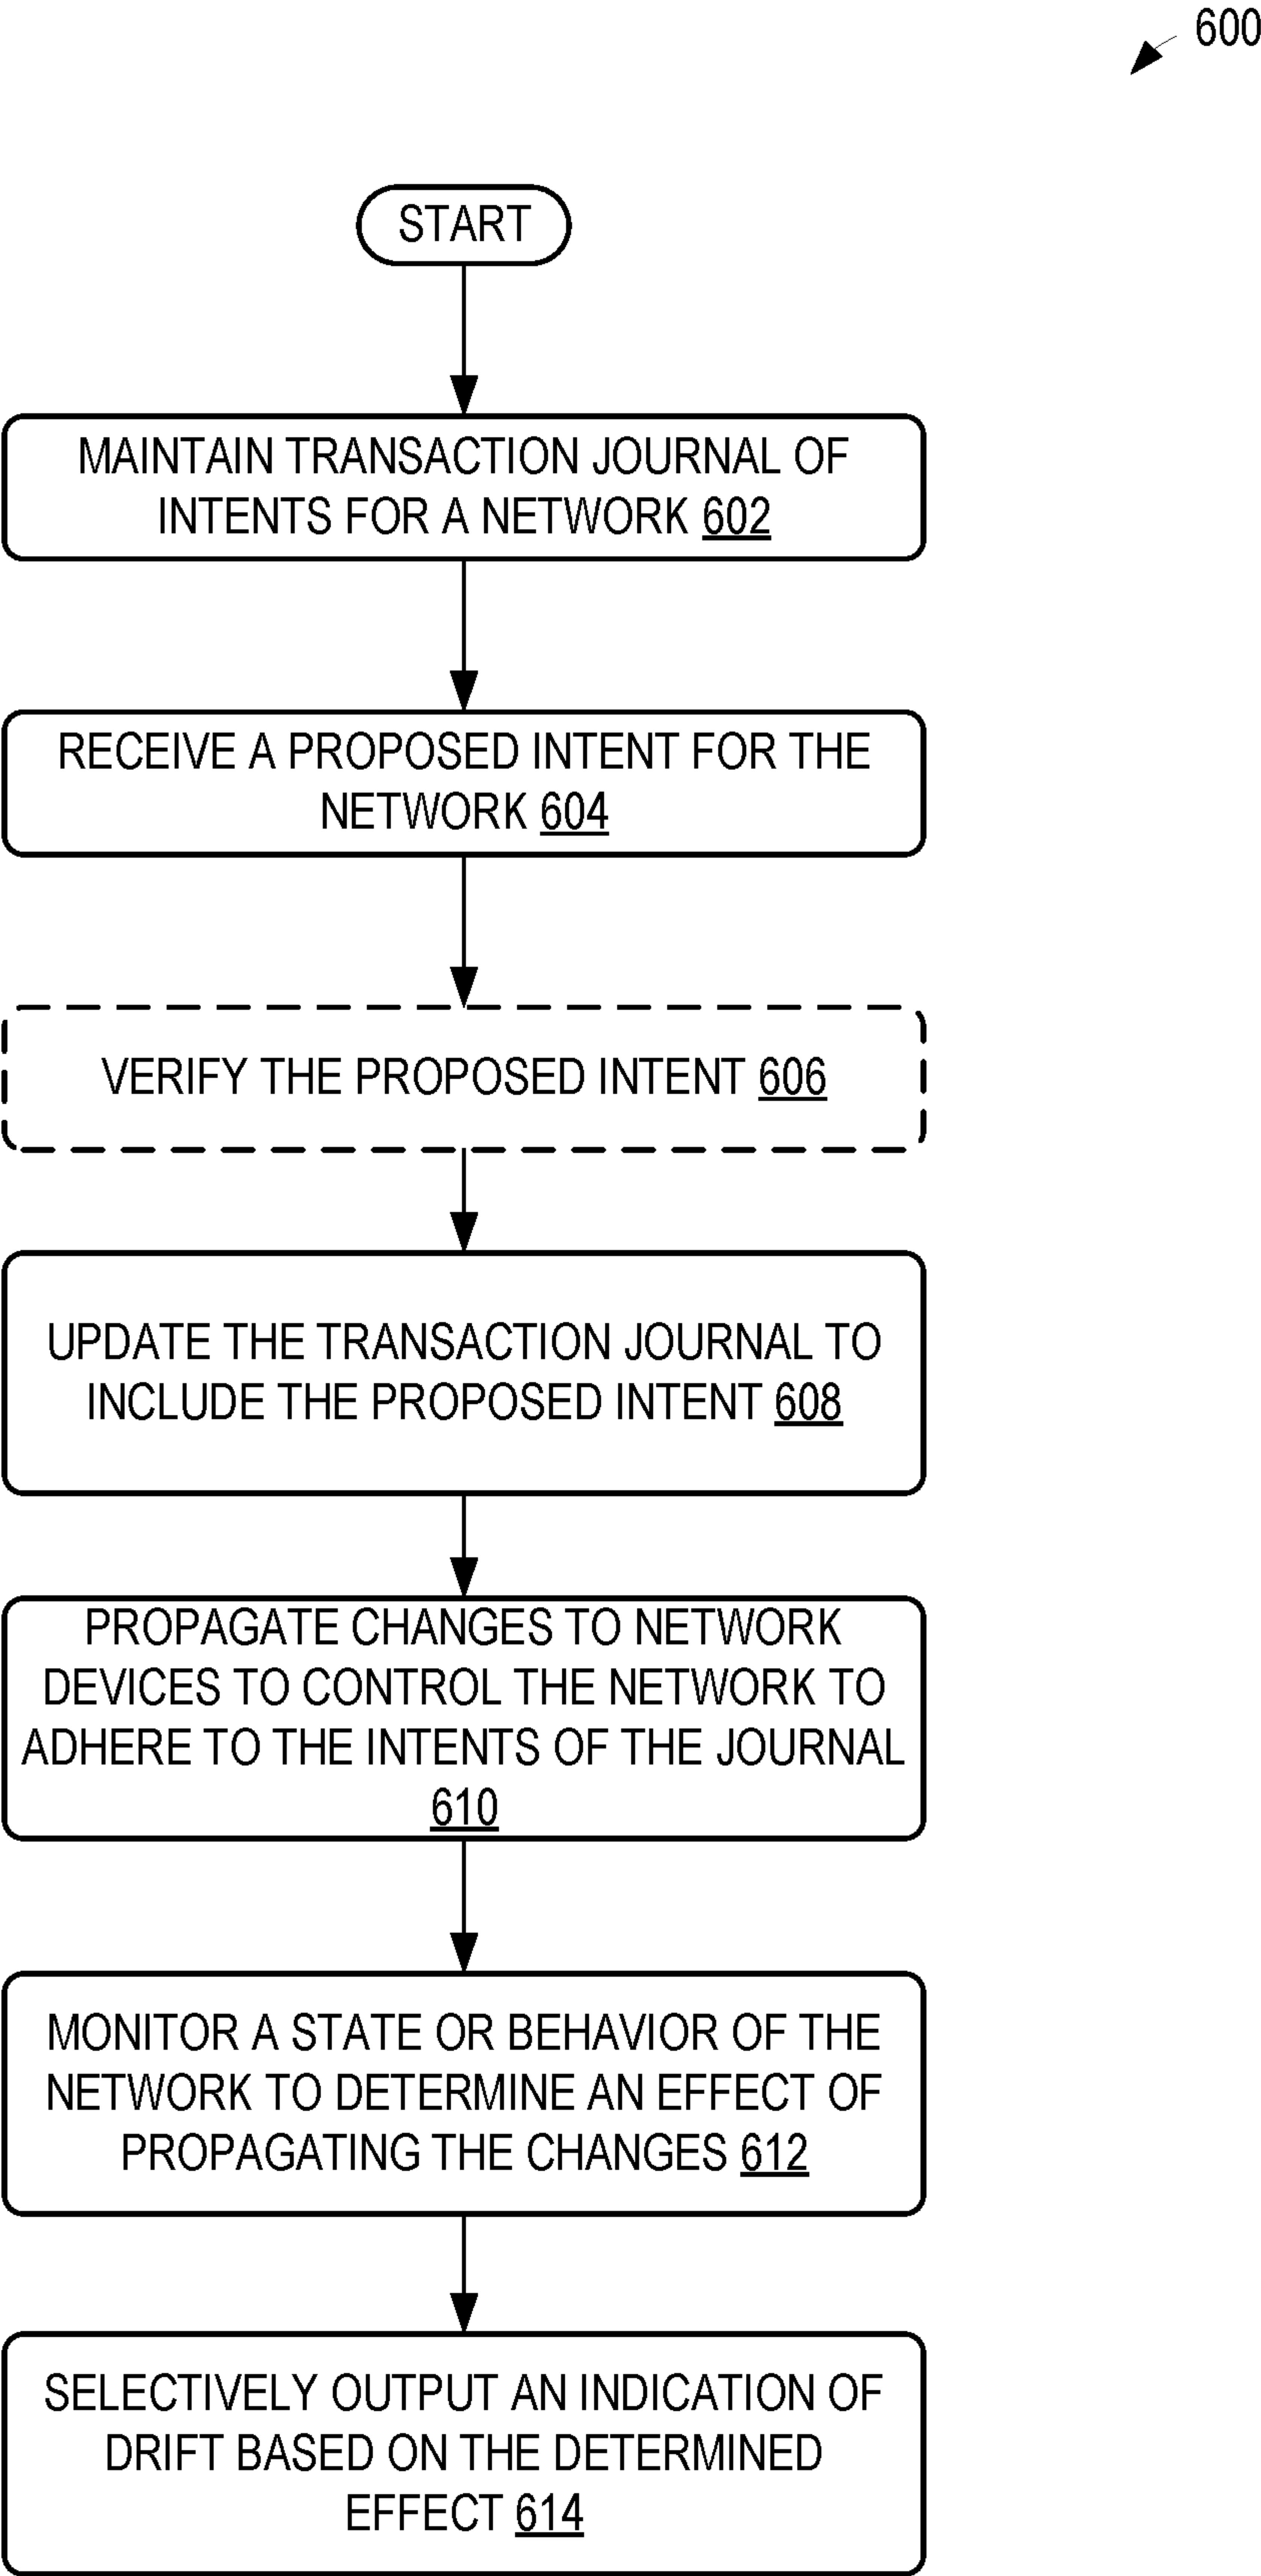 600
START
MAINTAIN TRANSACTION JOURNAL OF
INTENTS FOR A NETWORK 602
RECEIVE A PROPOSED INTENT FOR THE
NETWORK 604
VERIFY THE PROPOSED INTENT 606
UPDATE THE TRANSACTION JOURNAL TO
INCLUDE THE PROPOSED INTENT 608
PROPAGATE CHANGES TO NETWORK
DEVICES TO CONTROL THE NETWORK TO
ADHERE TO THE INTENTS OF THE JOURNAL
610
MONITOR A STATE OR BEHAVIOR OF THE
NETWORK TO DETERMINE AN EFFECT OF
PROPAGATING THE CHANGES 612
SELECTIVELY OUTPUT AN INDICATION OF
DRIFT BASED ON THE DETERMINED
EFFECT 614